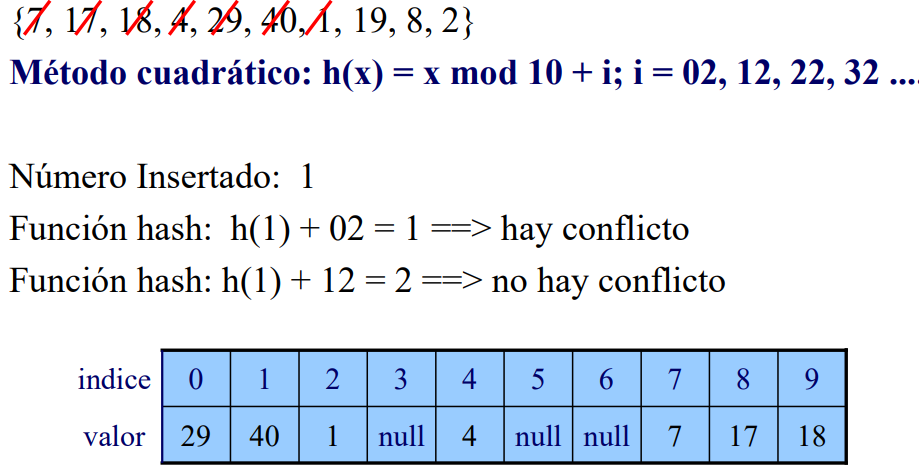 {7, 17, 18, 4, 29, 40, 1, 19, 8, 2}
Método cuadrático: h(x) = x mod 10 + i; i = 02, 12, 22, 32 ....
Número Insertado: 1
Función hash: h(1) + 02 = 1 ==> hay conflicto
Función hash: h(1) + 12 = 2 ==> no hay conflicto
indice 0 1 2 3 4 5 6 7 8 9
valor 29 40 1 null 4 null null 7 17 18